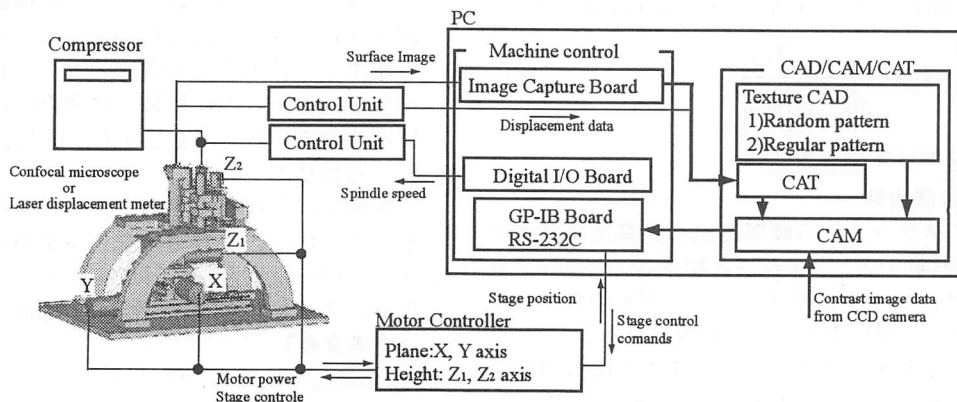 PC
Compressor
Surface Image
Machine control
Image Capture Board
CAD/CAM/CAT
Texture CAD
1)Random pattern
2)Regular pattern
Control Unit
Displacement data
Control Unit
Z2
Confocal microscope
or
Laser displacement meter
Spindle speed
Digital I/O Board
CAT
GP-IB Board
RS-232C
CAM
Z1
Y
X
Stage position
Contrast image data
from CCD camera
Motor Controller
Stage control
comands
Plane:X, Y axis
Height: Z1, Z2 axis
Motor power
Stage controle